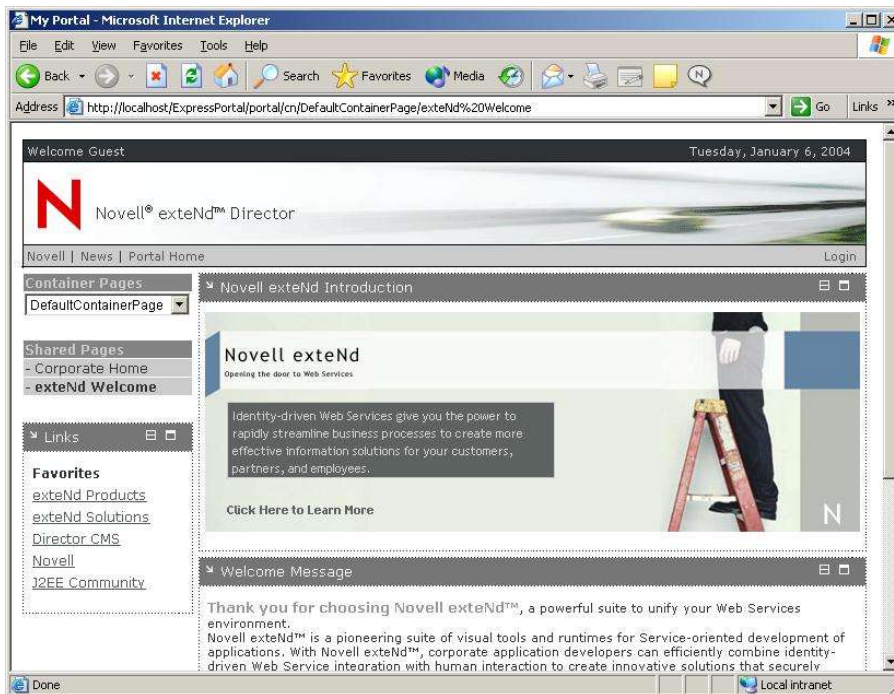 My Portal - Microsoft Internet Explorer
File Edit View Favorites Tools Help
Back Search Favorites Media
Address http://localhost/ExpressPortal/portal/cn/DefaultContainerPage/exteNd%20Welcome Go Links »
Welcome Guest Tuesday, January 6, 2004
N Novell® exteNd™ Director
Novell | News | Portal Home Login
Container Pages
DefaultContainerPage
Shared Pages
- Corporate Home
- exteNd Welcome
Links
Favorites
exteNd Products
exteNd Solutions
Director CMS
Novell
J2EE Community
Novell exteNd Introduction
Novell exteNd
Opening the door to Web Services
Identity-driven Web Services give you the power to
rapidly streamline business processes to create more
effective information solutions for your customers,
partners, and employees.
Click Here to Learn More
N
Welcome Message
Thank you for choosing Novell exteNd™, a powerful suite to unify your Web Services
environment.
Novell exteNd™ is a pioneering suite of visual tools and runtimes for Service-oriented development of
applications. With Novell exteNd™, corporate application developers can efficiently combine identity-
driven Web Service integration with human interaction to create innovative solutions that securely
Done Local intranet